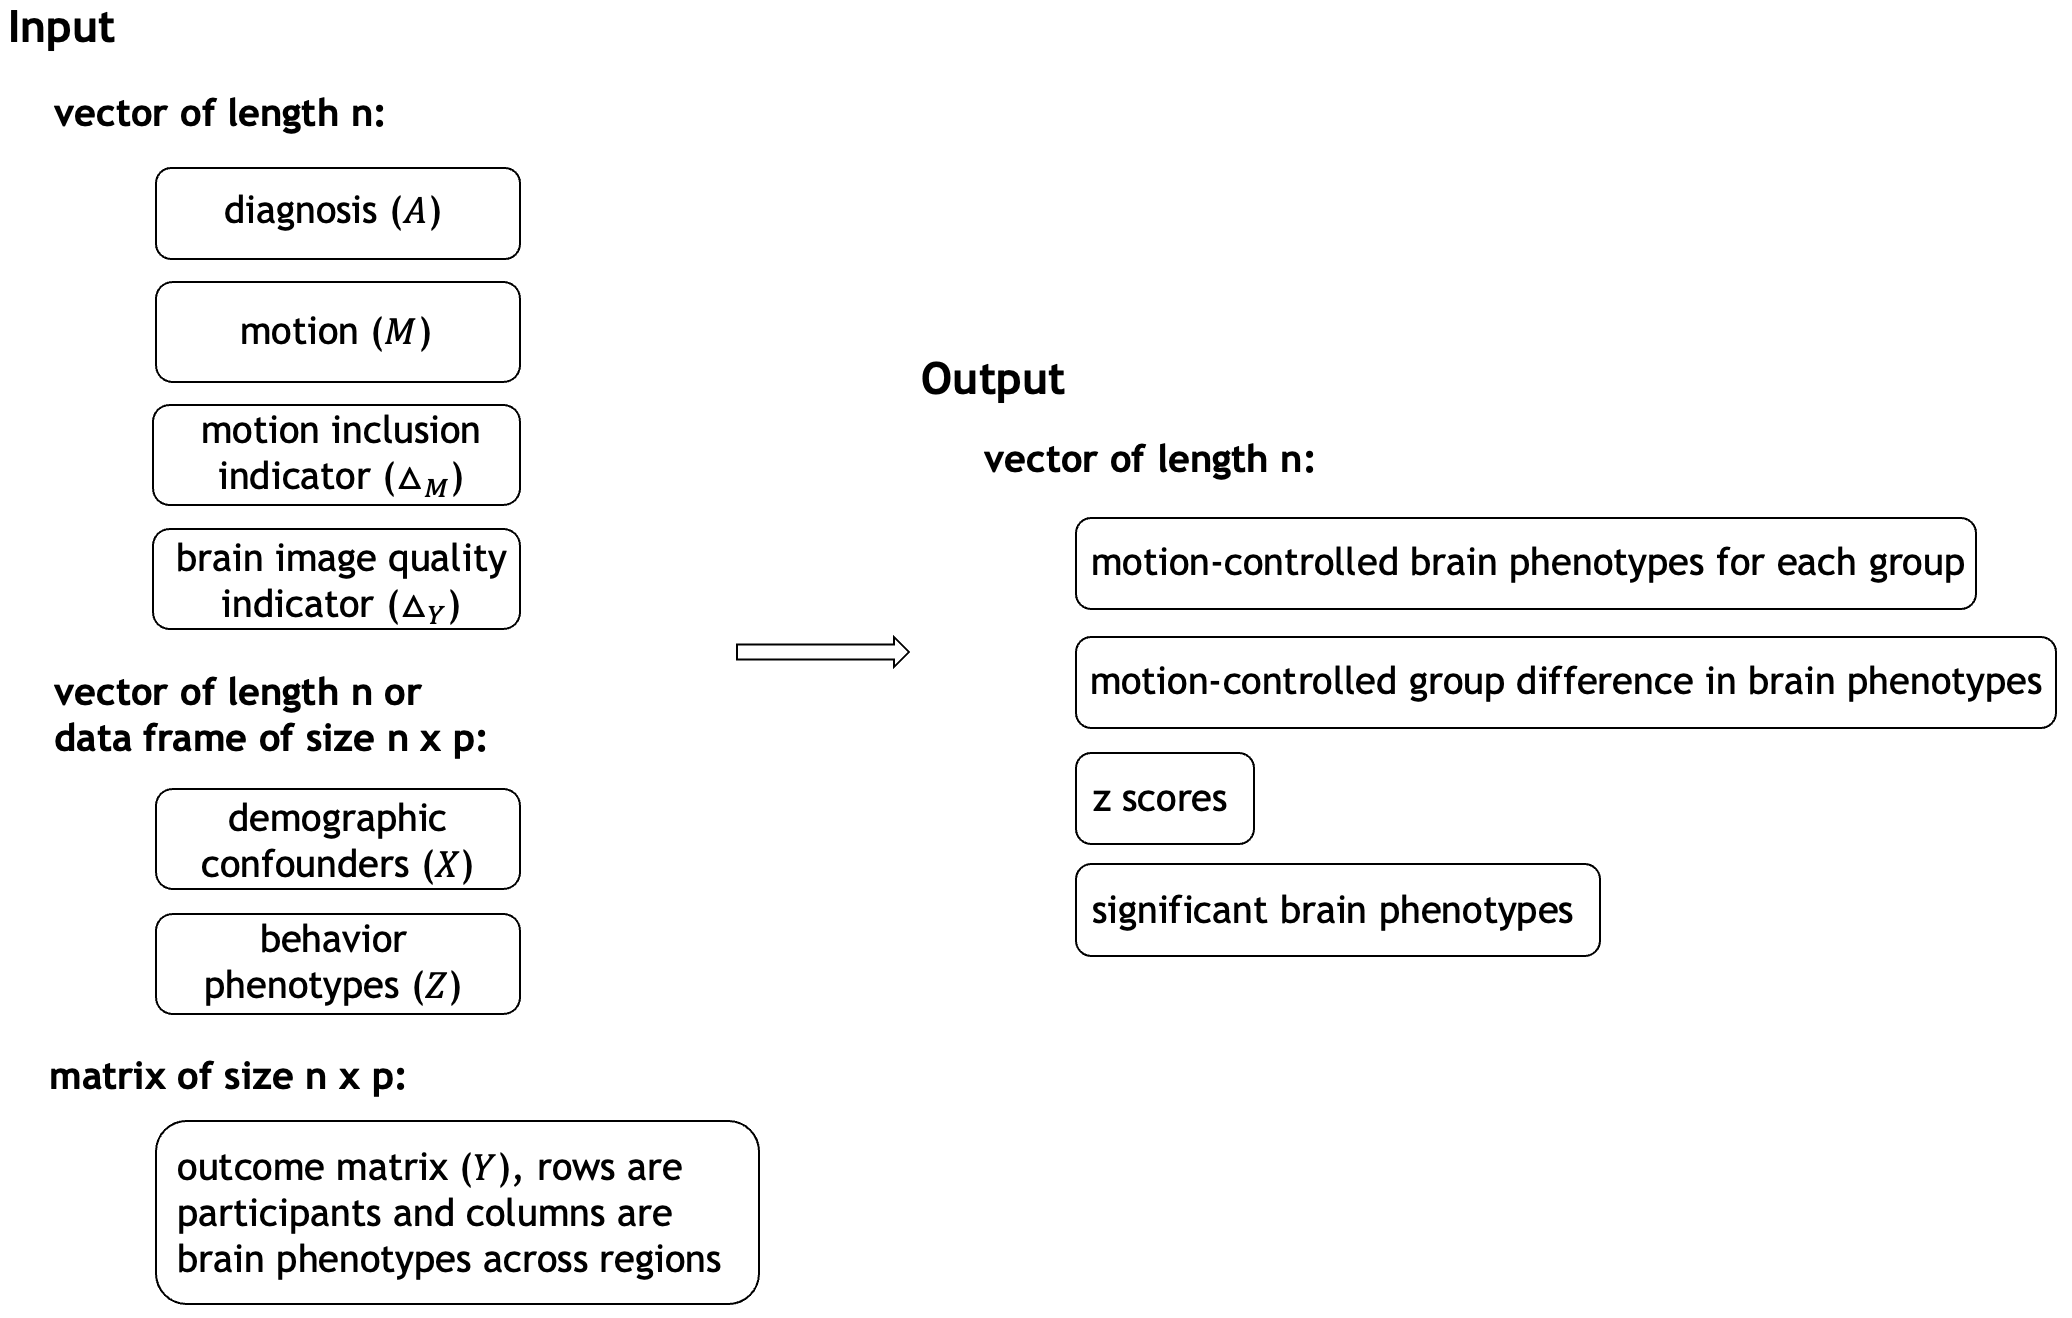 Input
vector of length n:
diagnosis (A)
motion (M)
motion inclusion
indicator (Δ_M)
brain image quality
indicator (Δ_Y)
vector of length n or
data frame of size n x p:
demographic
confounders (X)
behavior
phenotypes (Z)
matrix of size n x p:
outcome matrix (Y), rows are
participants and columns are
brain phenotypes across regions
Output
vector of length n:
motion-controlled brain phenotypes for each group
motion-controlled group difference in brain phenotypes
z scores
significant brain phenotypes